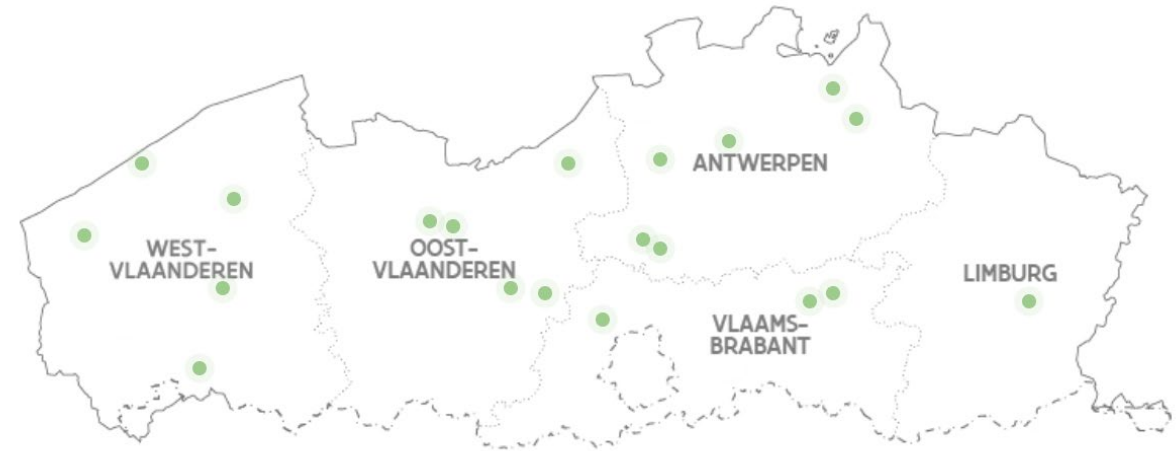 ANTWERPEN
WEST-
VLAANDEREN
OOST-
VLAANDEREN
LIMBURG
VLAAMS-
BRABANT